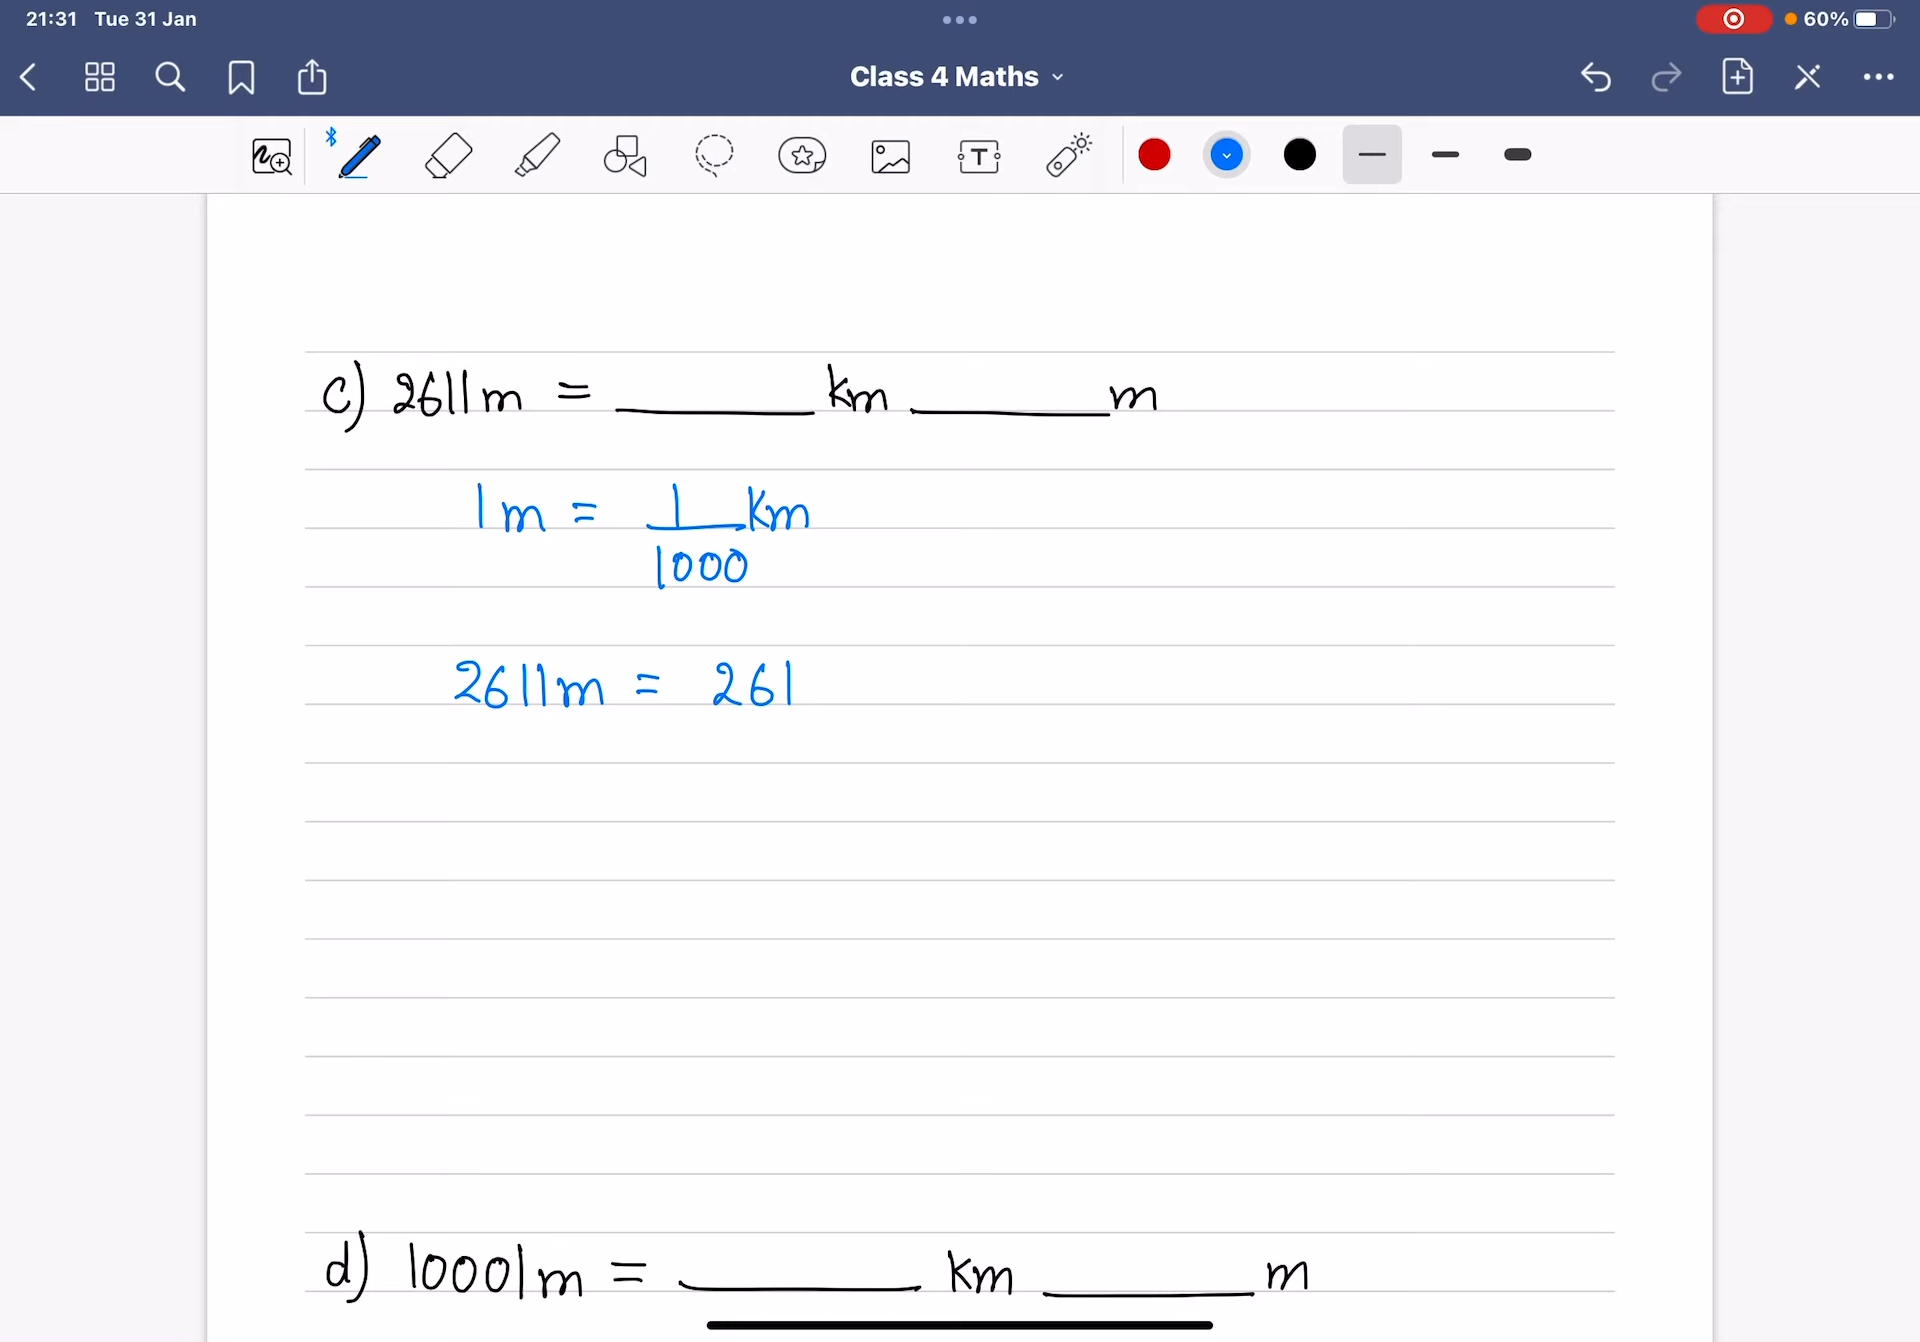 21:31 Tue 31 Jan
60%
Class 4 Maths
T
c) 2611m = ______ km ______ m
1m = 1/1000 km
2611m = 261
d) 10001m = ______ km ______ m